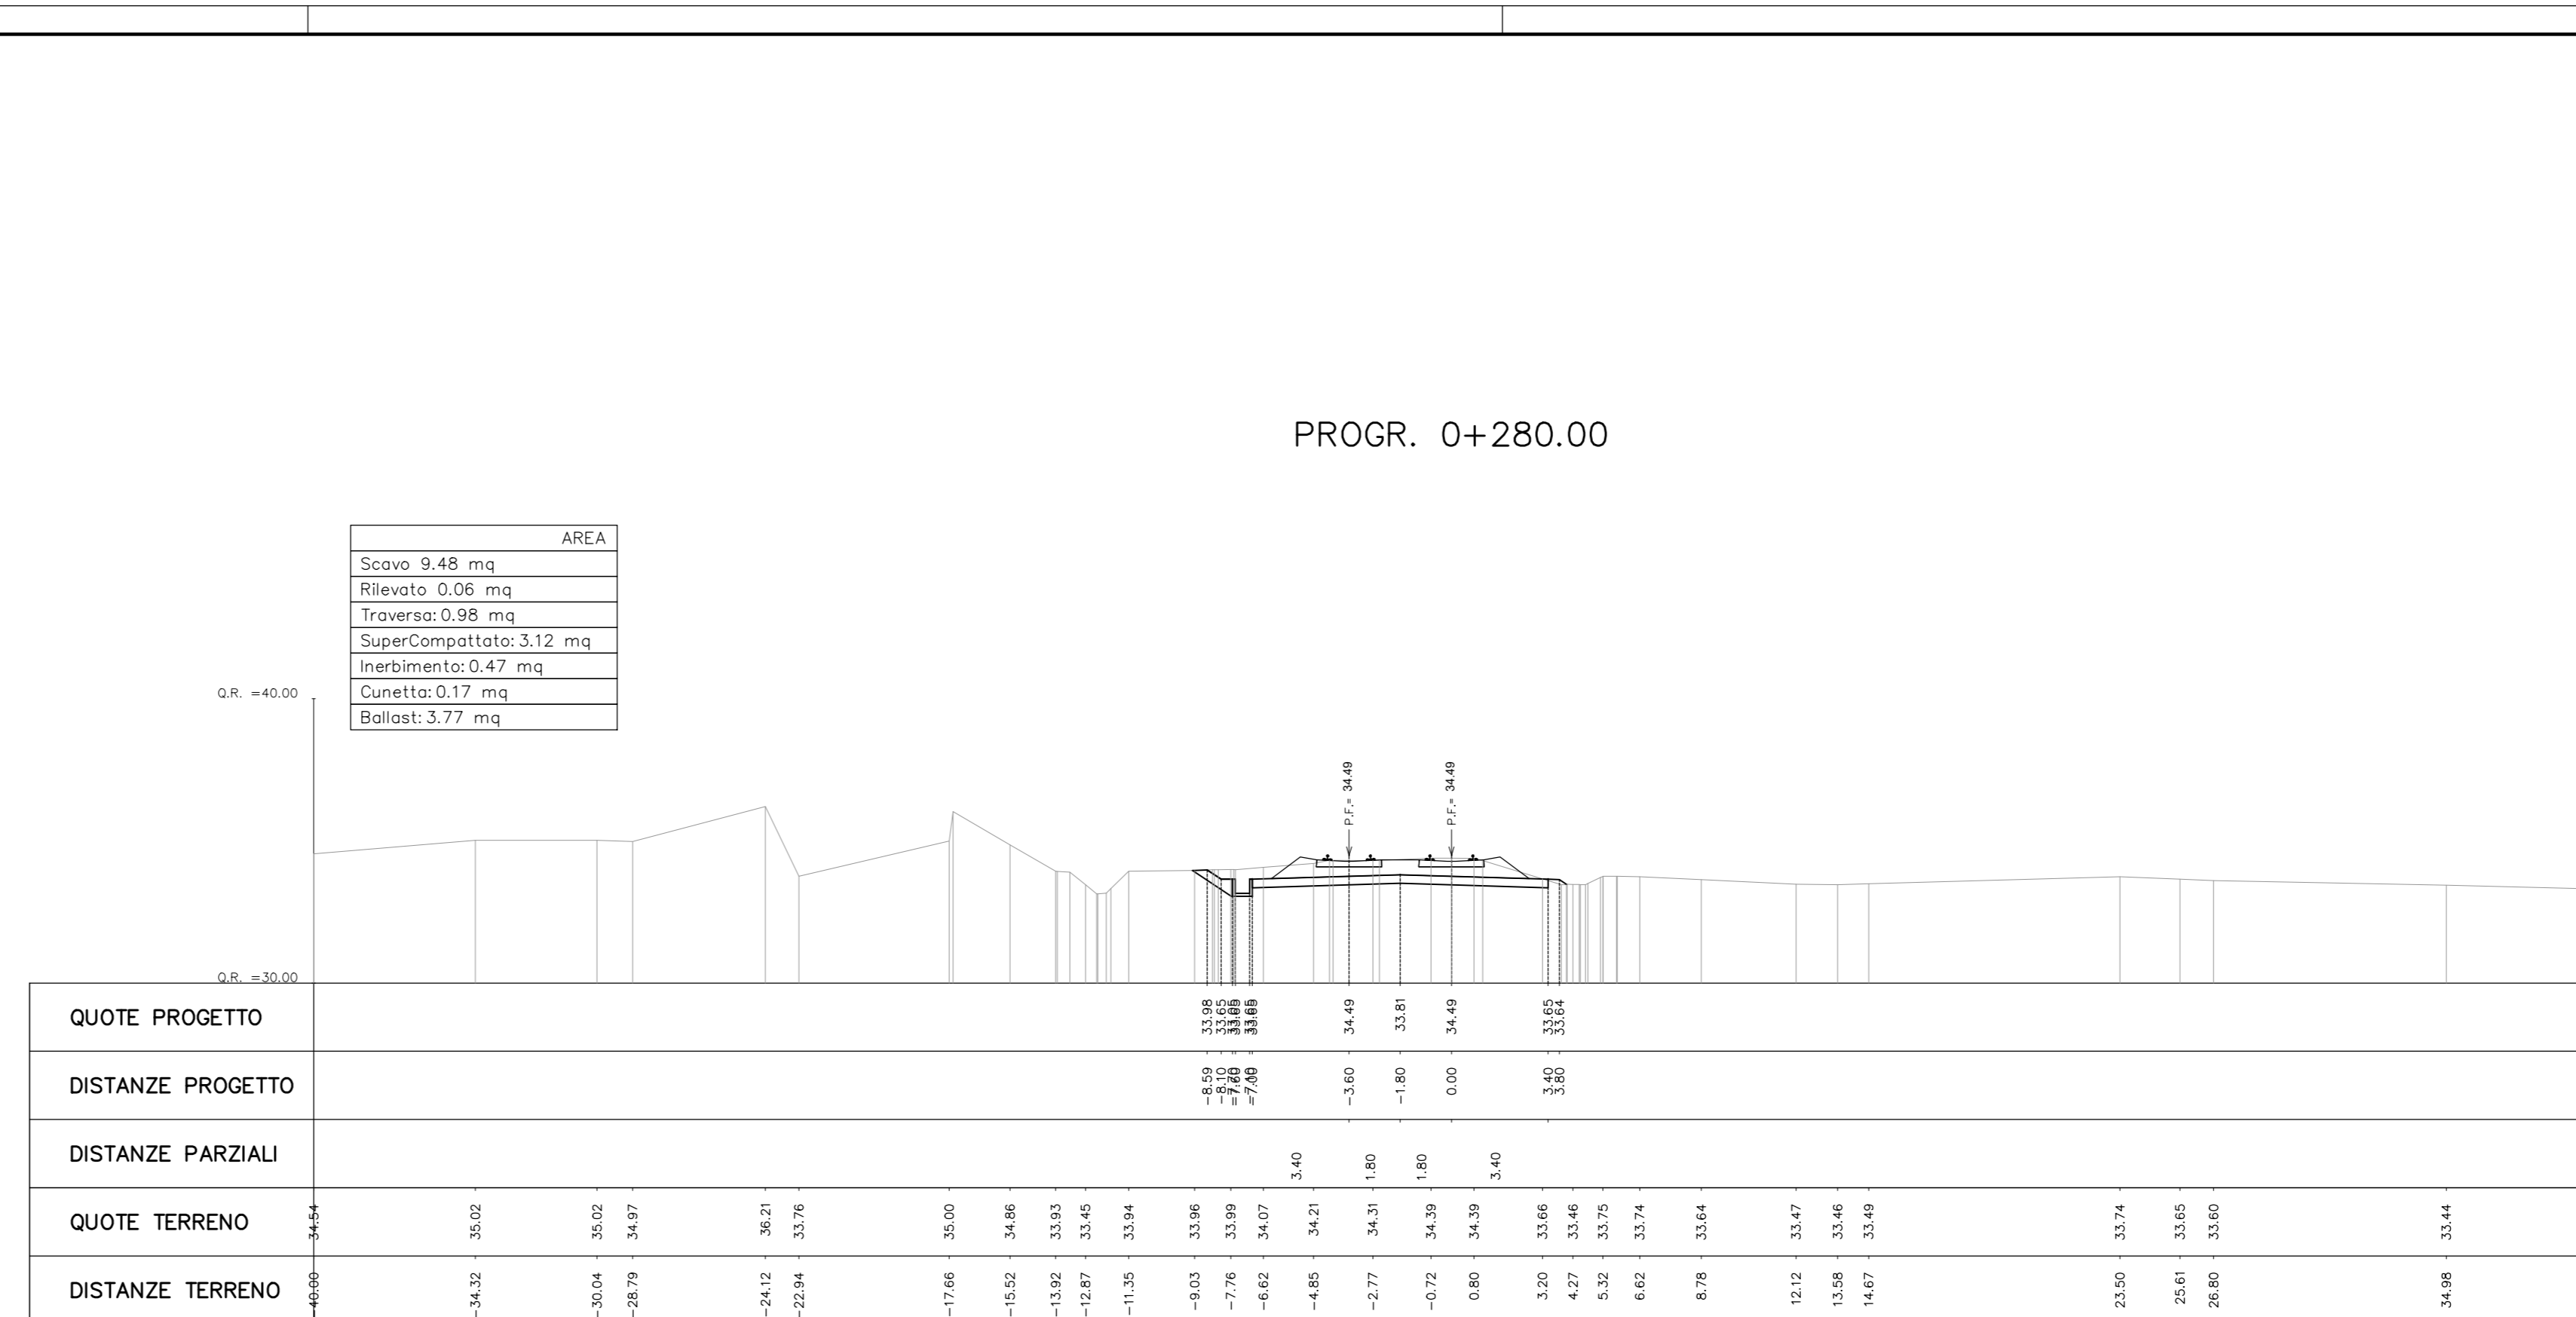 PROGR. 0+280.00
AREA
Scavo 9.48 mq
Rilevato 0.06 mq
Traversa: 0.98 mq
SuperCompattato: 3.12 mq
Inerbimento: 0.47 mq
Cunetta: 0.17 mq
Ballast: 3.77 mq
Q.R. =40.00
P.F.= 34.49
P.F.= 34.49
Q.R. =30.00
QUOTE PROGETTO 33.98 33.65 34.49 33.81 34.49 33.65 33.64
DISTANZE PROGETTO -8.59 -8.10 -7.00 -3.60 -1.80 0.00 3.40 3.80
DISTANZE PARZIALI 3.40 1.80 1.80 3.40
QUOTE TERRENO 34.54 35.02 35.02 34.97 36.21 33.76 35.00 34.86 33.93 33.45 33.94 33.96 33.99 34.07 34.21 34.31 34.39 34.39 33.66 33.46 33.75 33.74 33.64 33.47 33.46 33.49 33.74 33.65 33.60 33.44
DISTANZE TERRENO -40.00 -34.32 -30.04 -28.79 -24.12 -22.94 -17.66 -15.52 -13.92 -12.87 -11.35 -9.03 -7.76 -6.62 -4.85 -2.77 -0.72 0.80 3.20 4.27 5.32 6.62 8.78 12.12 13.58 14.67 23.50 25.61 26.80 34.98